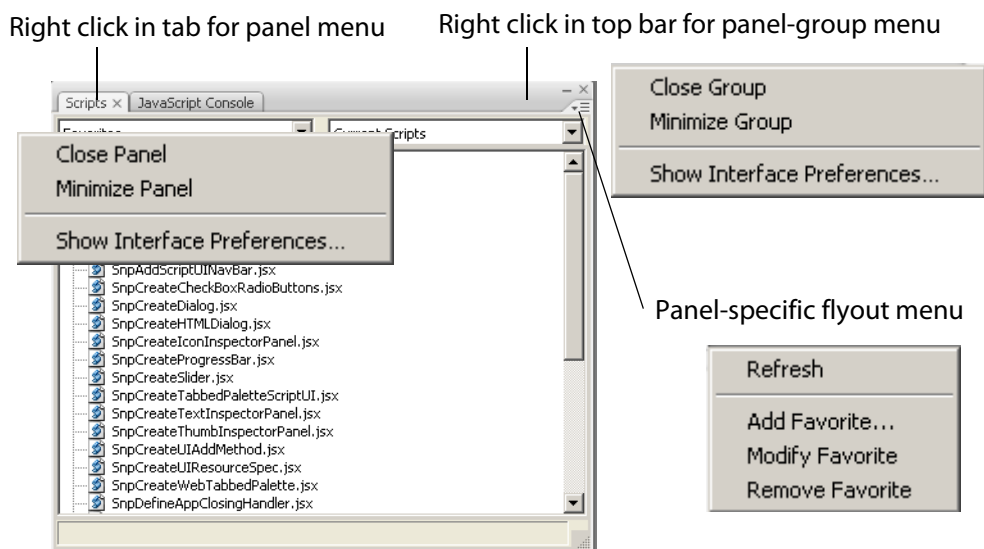 Right click in tab for panel menu
Right click in top bar for panel-group menu
Scripts × JavaScript Console
Close Group
Minimize Group
Show Interface Preferences...
Scripts
Close Panel
Minimize Panel
Show Interface Preferences...
SnpAddScriptUINavBar.jsx
SnpCreateCheckBoxRadioButtons.jsx
SnpCreateDialog.jsx
SnpCreateHTMLDialog.jsx
SnpCreateIconInspectorPanel.jsx
SnpCreateProgressBar.jsx
SnpCreateSlider.jsx
SnpCreateTabbedPaletteScriptUI.jsx
SnpCreateTextInspectorPanel.jsx
SnpCreateThumbInspectorPanel.jsx
SnpCreateUIAddMethod.jsx
SnpCreateUIResourceSpec.jsx
SnpCreateWebTabbedPalette.jsx
SnpDefineAppClosingHandler.jsx
Panel-specific flyout menu
Refresh
Add Favorite...
Modify Favorite
Remove Favorite